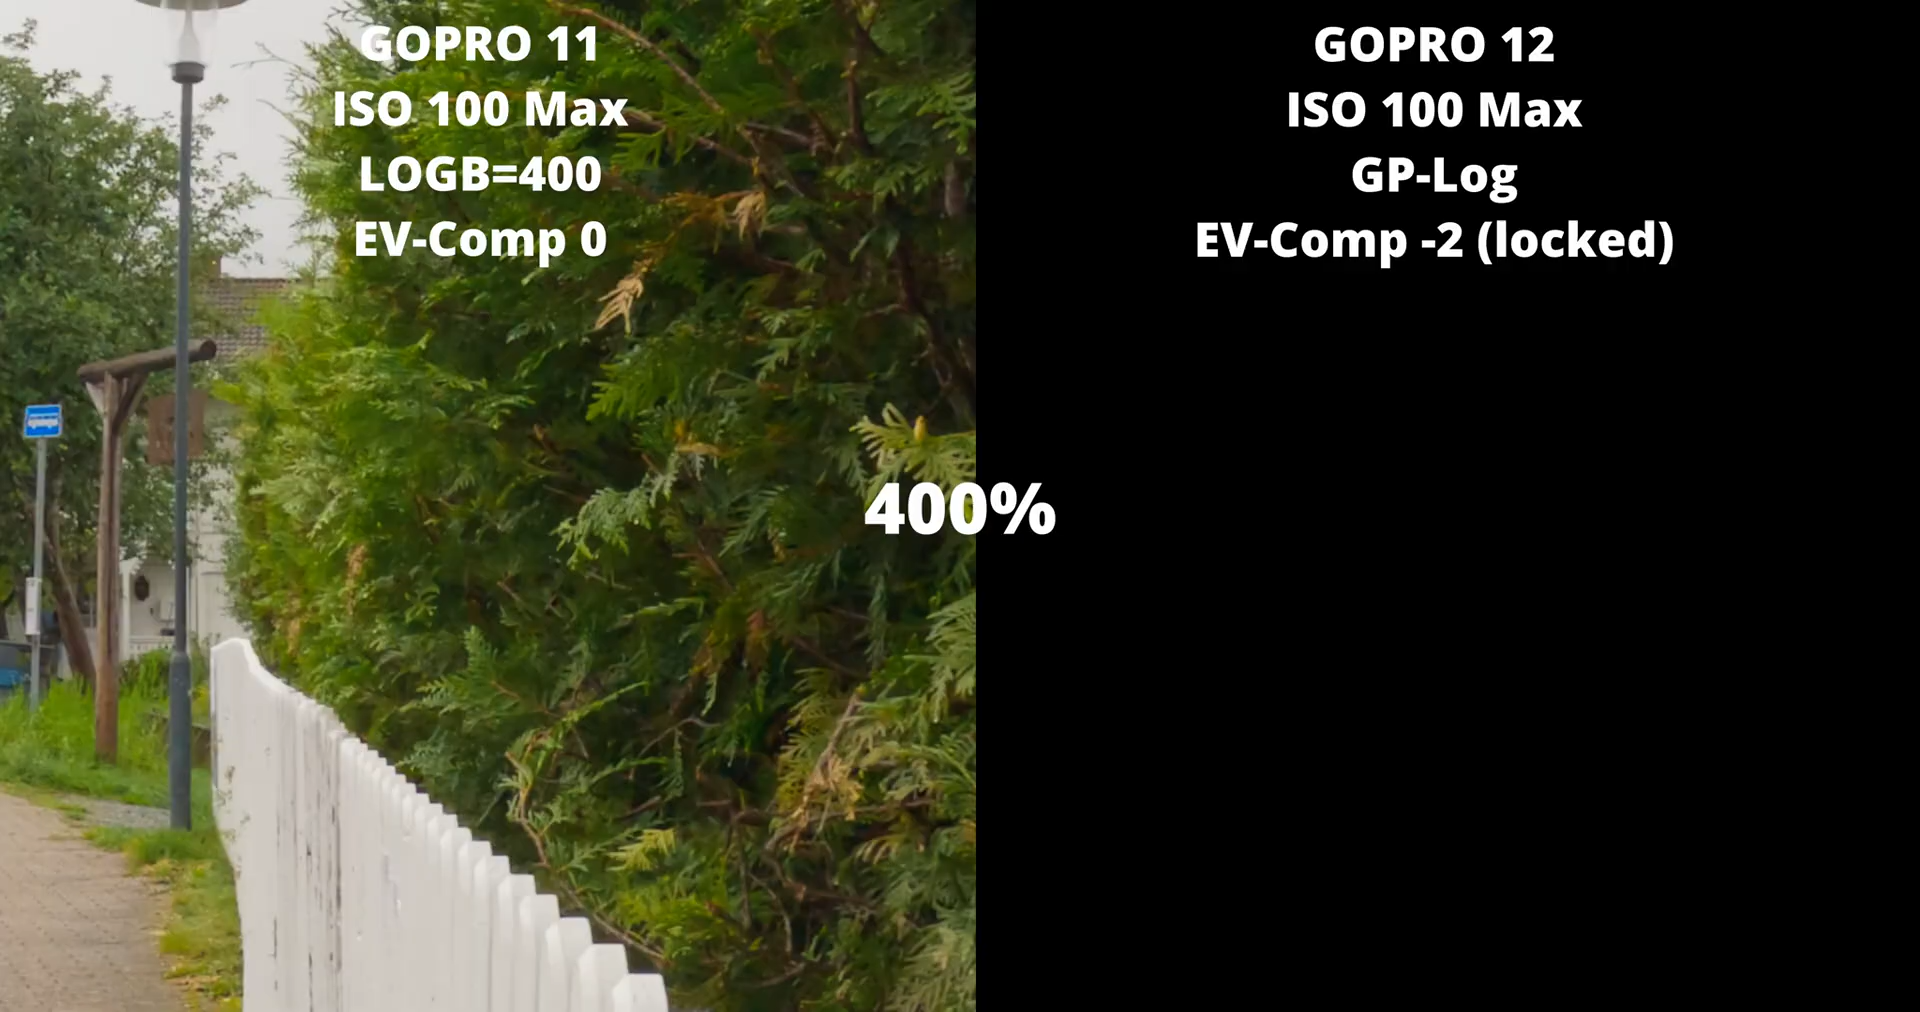 GOPRO 11
ISO 100 Max
LOGB=400
EV-Comp 0
GOPRO 12
ISO 100 Max
GP-Log
EV-Comp -2 (locked)
400%